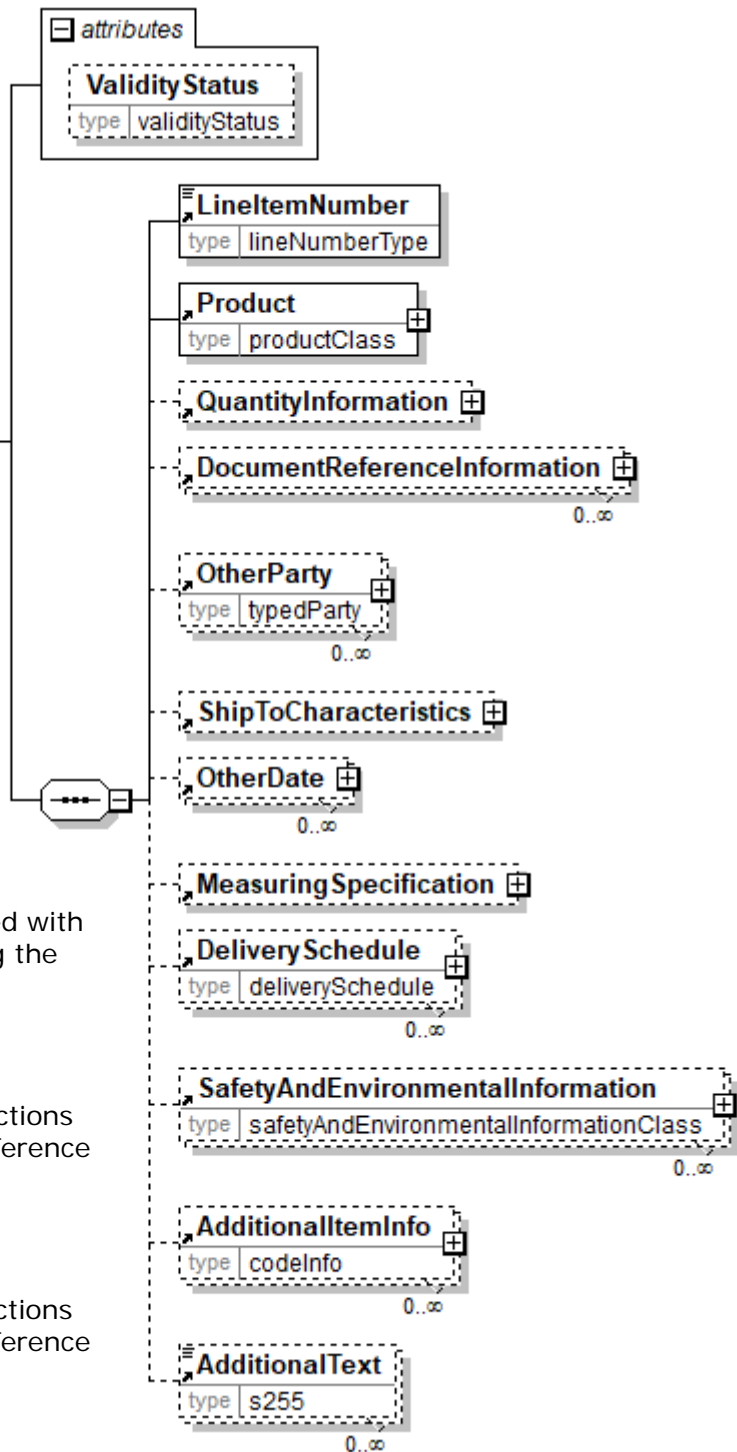 attributes
ValidityStatus
type validityStatus
LineItemNumber
type lineNumberType
Product
type productClass
QuantityInformation
DocumentReferenceInformation
0..∞
OtherParty
type typedParty
0..∞
ShipToCharacteristics
OtherDate
0..∞
MeasuringSpecification
ed with
g the
DeliverySchedule
type deliverySchedule
0..∞
SafetyAndEnvironmentalInformation
type safetyAndEnvironmentalInformationClass
0..∞
ctions
ference
AdditionalItemInfo
type codeInfo
0..∞
ctions
ference
AdditionalText
type s255
0..∞